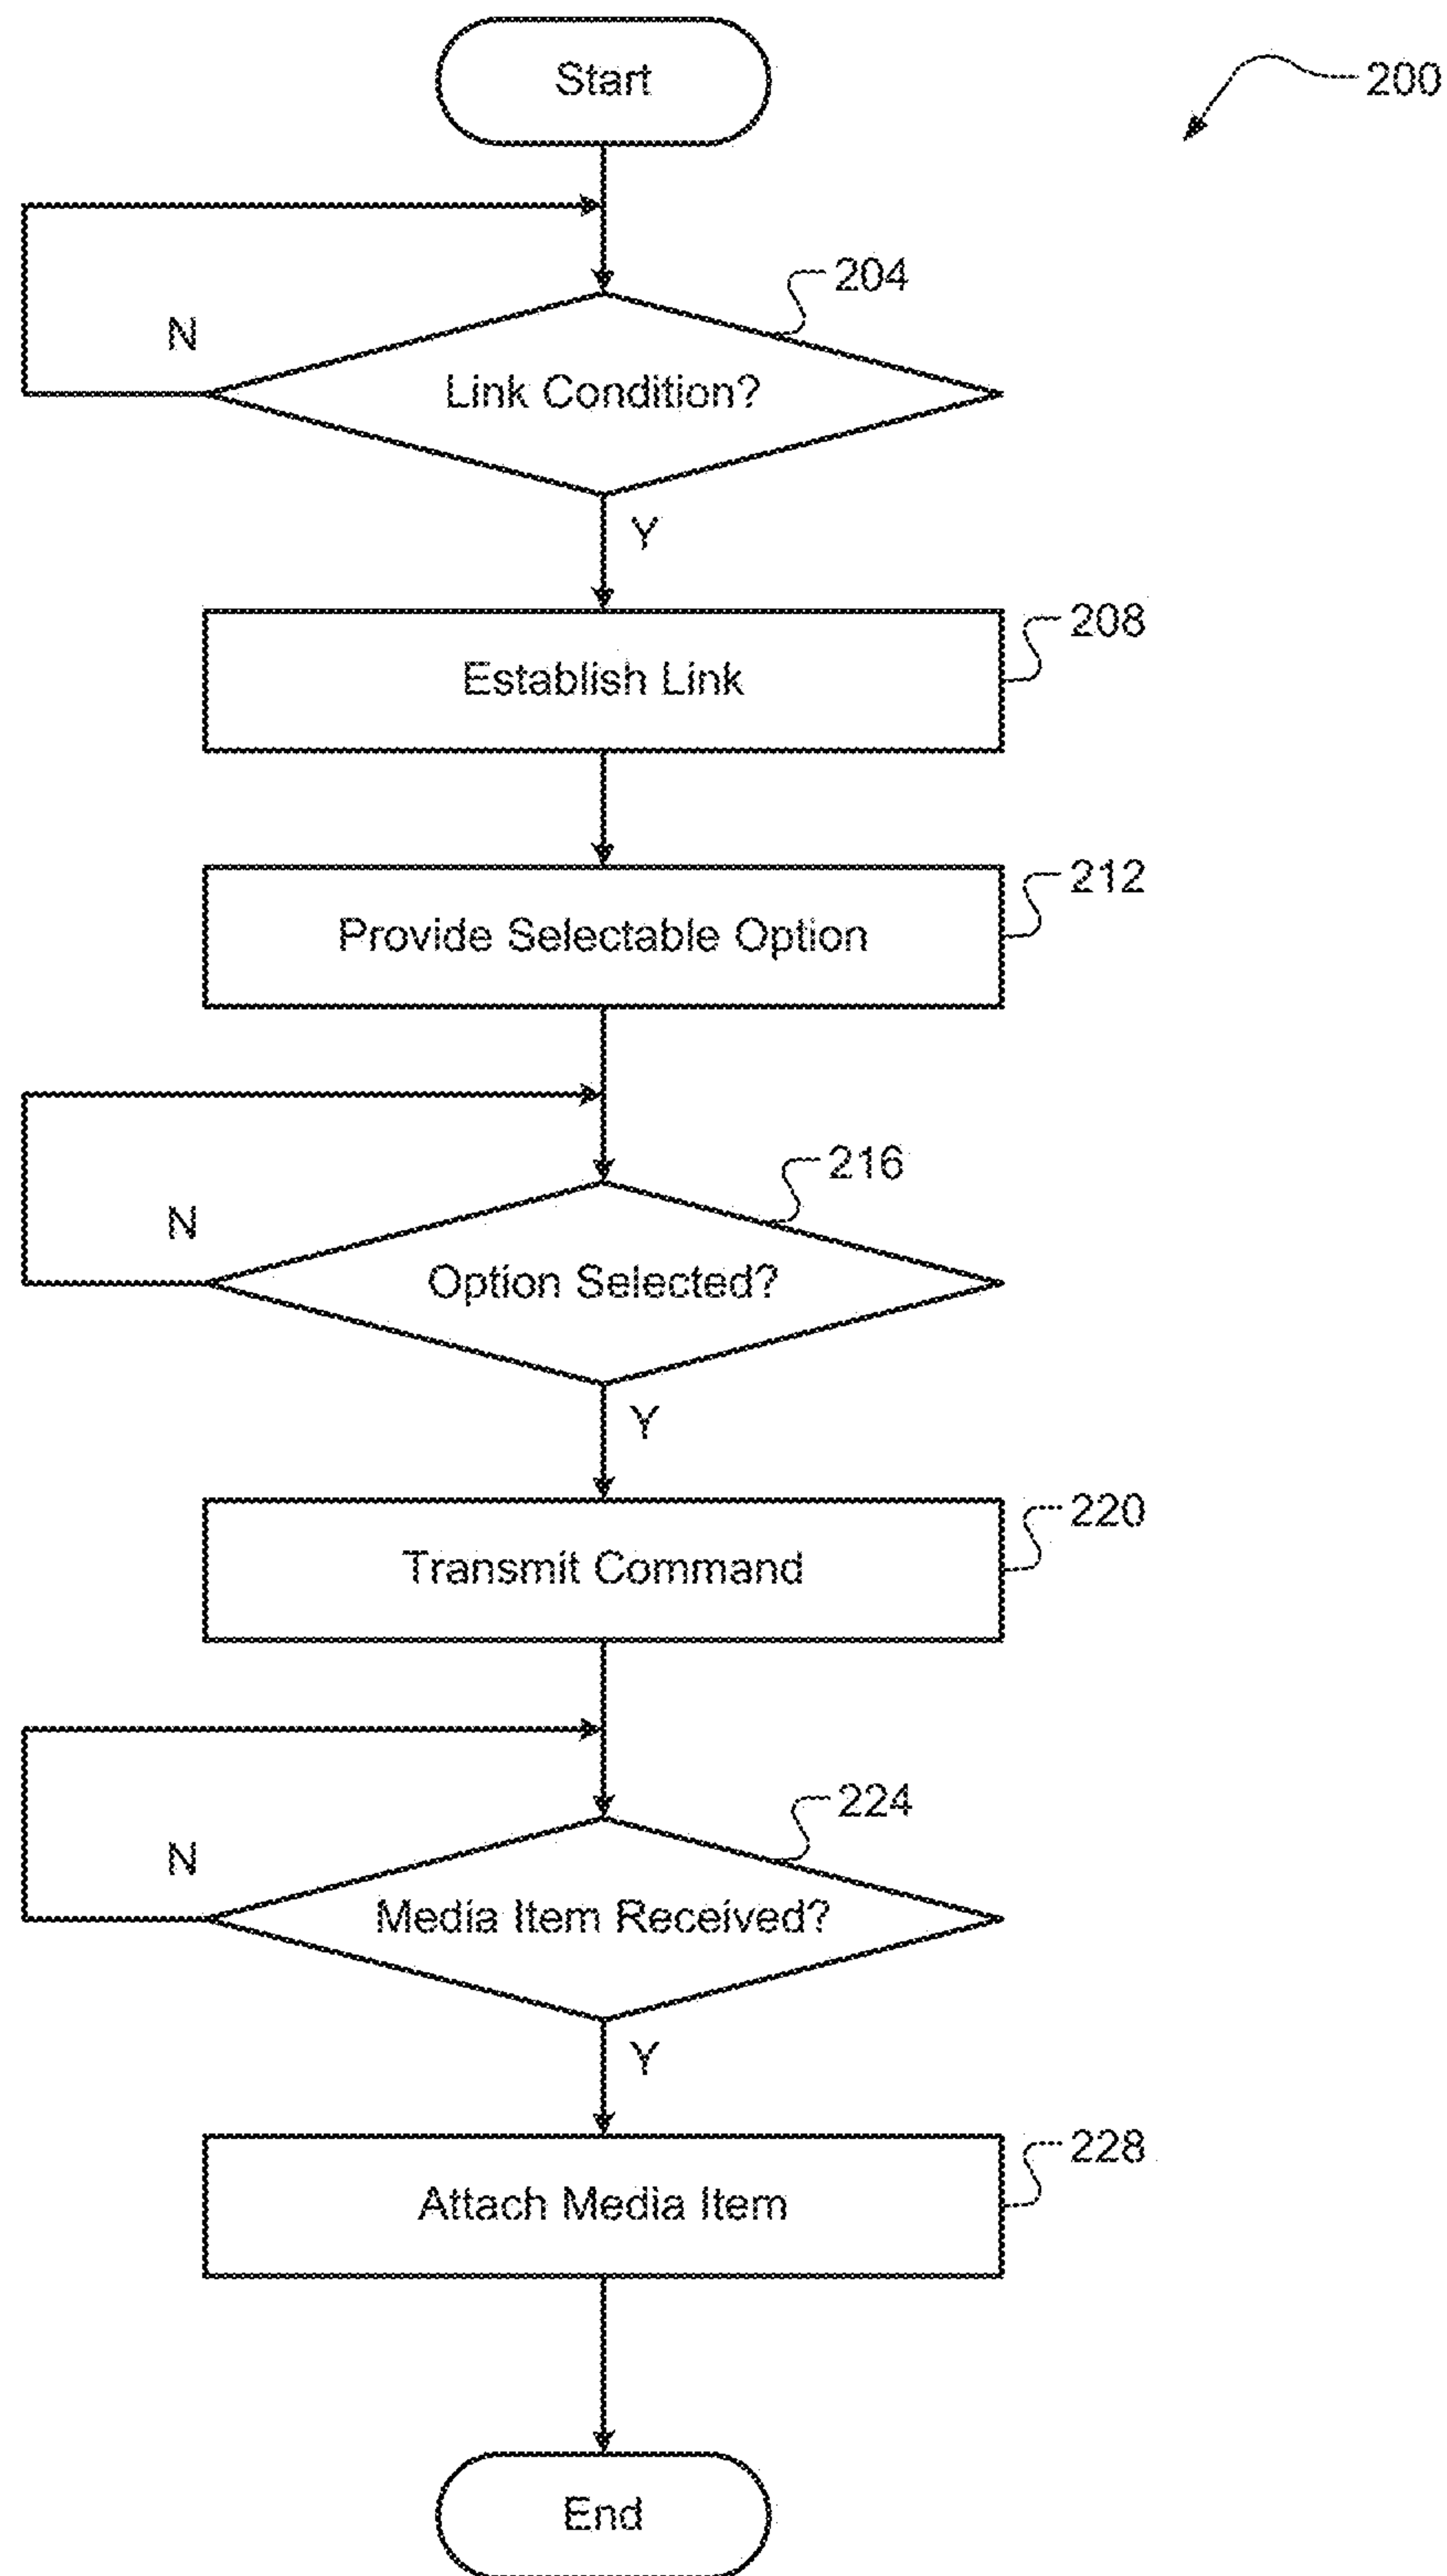 Start
200
204
N
Link Condition?
Y
208
Establish Link
212
Provide Selectable Option
216
N
Option Selected?
Y
220
Transmit Command
224
N
Media Item Received?
Y
228
Attach Media Item
End